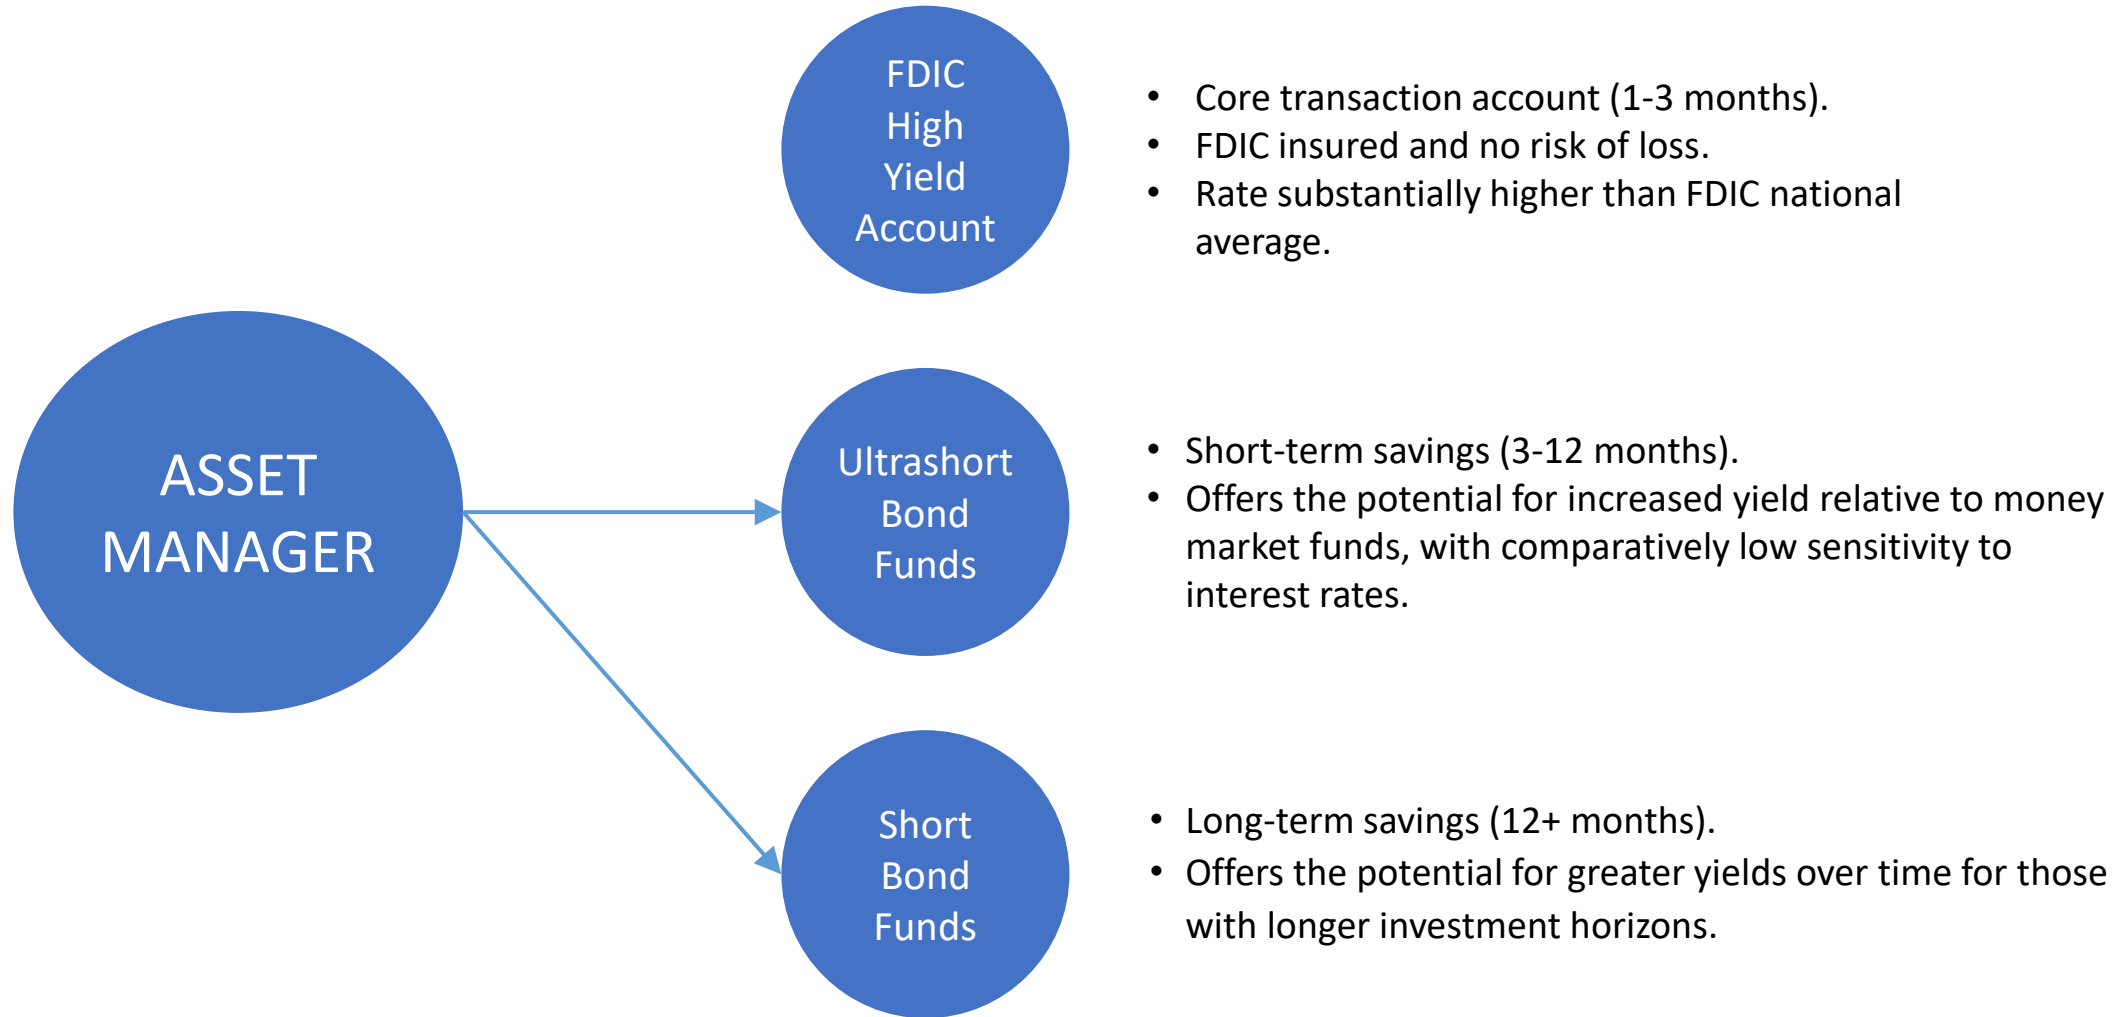 FDIC
High
Yield
Account
• Core transaction account (1-3 months).
• FDIC insured and no risk of loss.
• Rate substantially higher than FDIC national
average.
ASSET
MANAGER
Ultrashort
Bond
Funds
• Short-term savings (3-12 months).
• Offers the potential for increased yield relative to money
market funds, with comparatively low sensitivity to
interest rates.
Short
Bond
Funds
• Long-term savings (12+ months).
• Offers the potential for greater yields over time for those
with longer investment horizons.